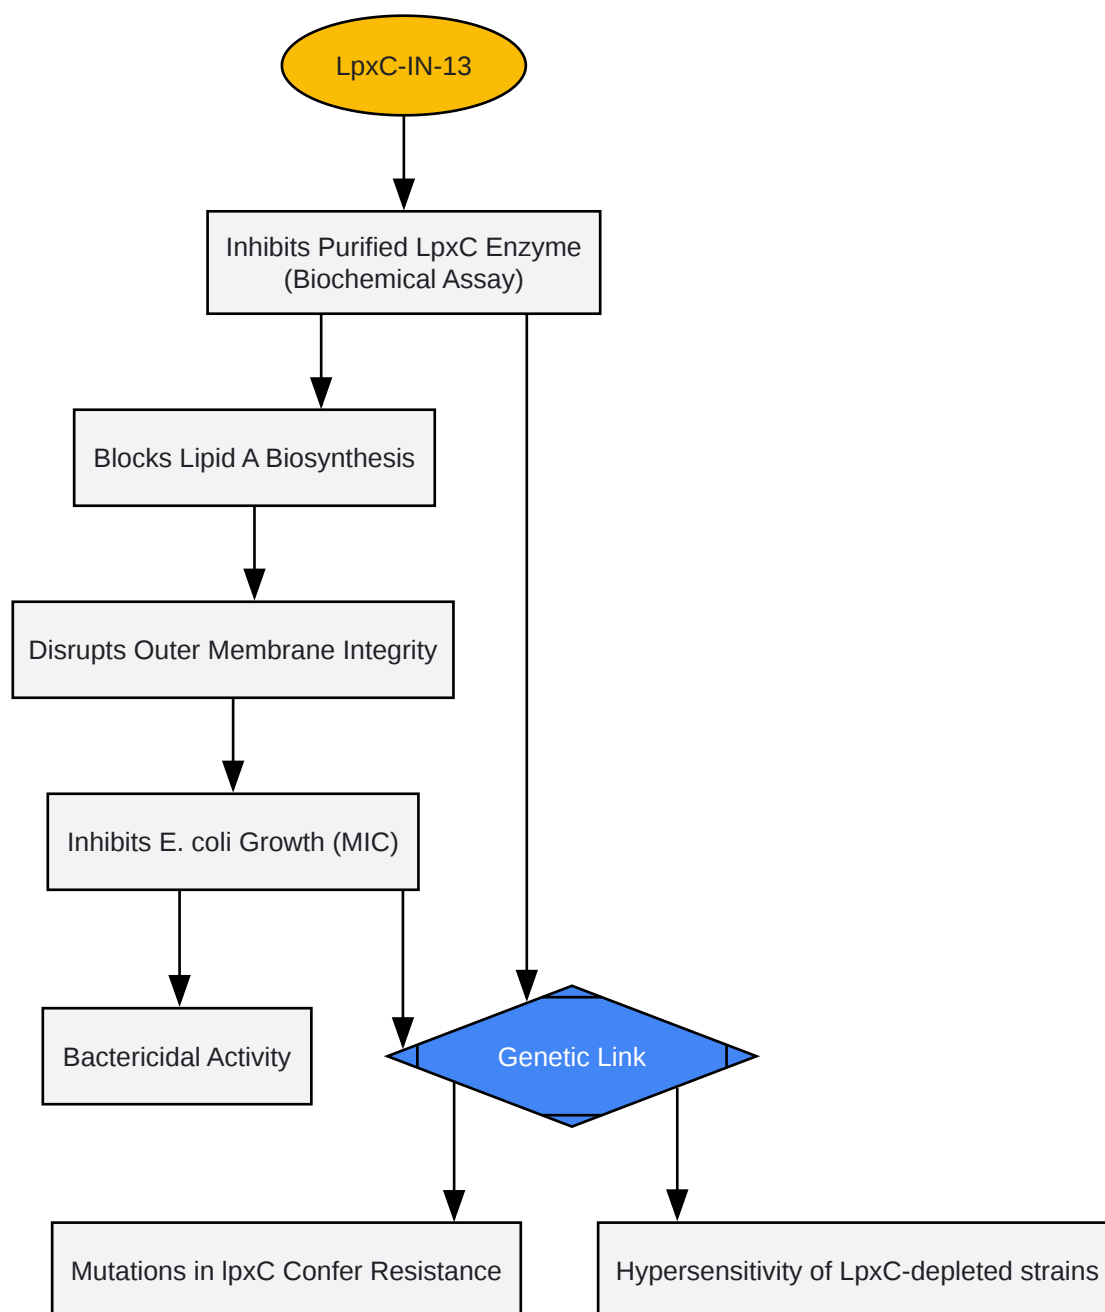 LpxC-IN-13
Inhibits Purified LpxC Enzyme
(Biochemical Assay)
Blocks Lipid A Biosynthesis
Disrupts Outer Membrane Integrity
Inhibits E. coli Growth (MIC)
Bactericidal Activity
Genetic Link
Mutations in lpxC Confer Resistance
Hypersensitivity of LpxC-depleted strains